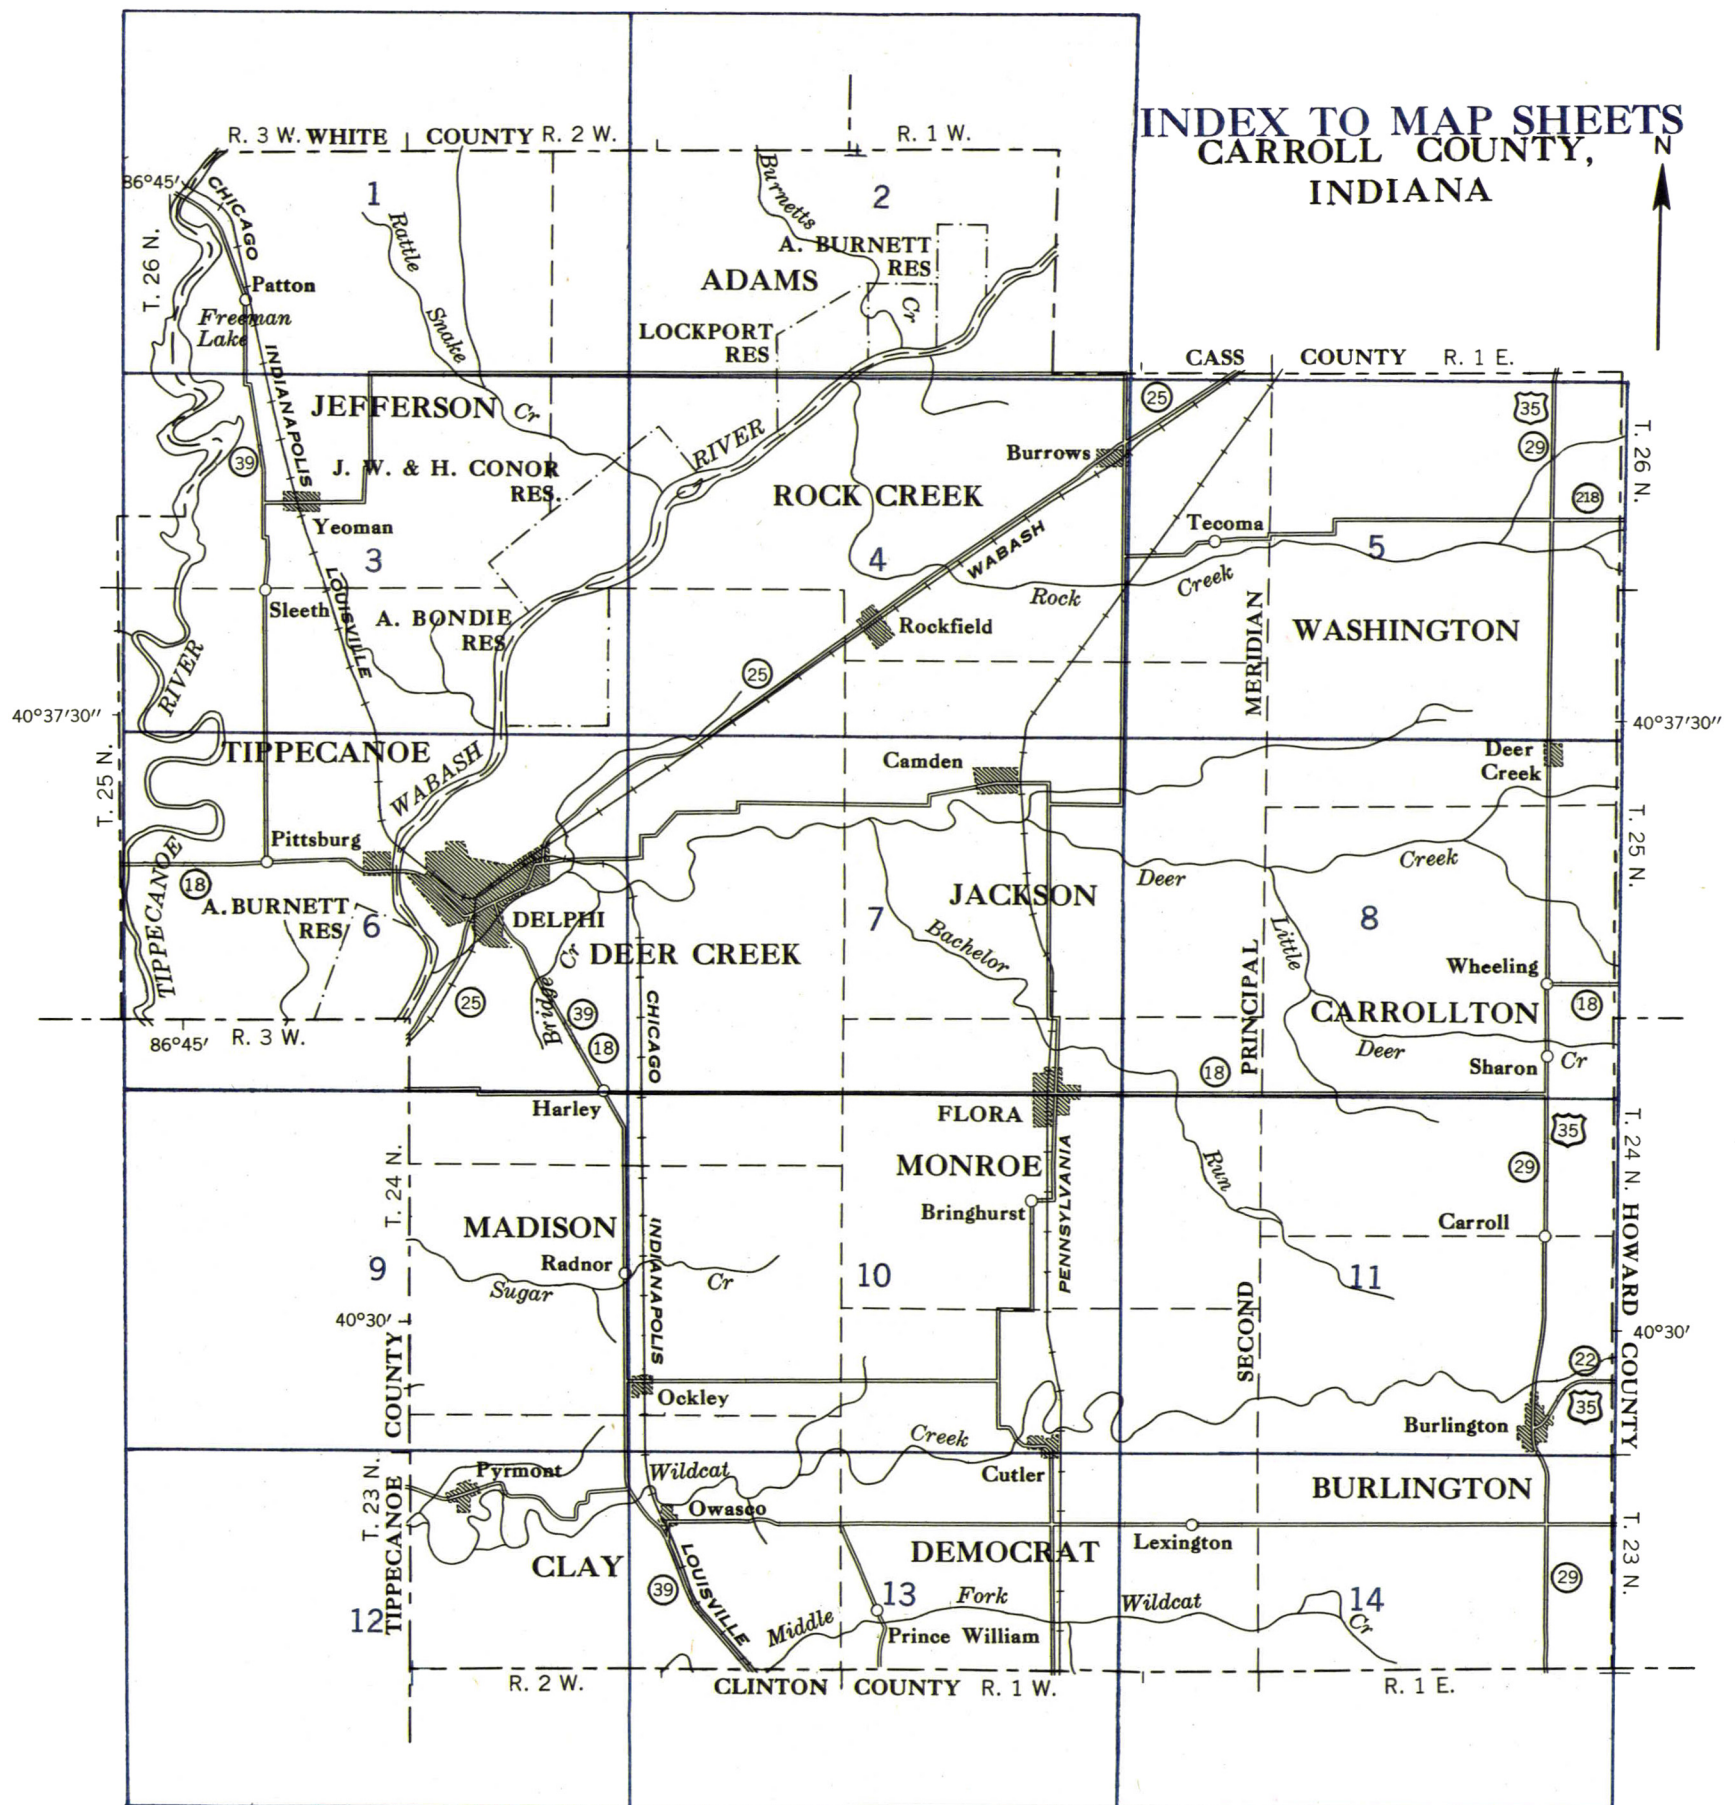 INDEX TO MAP SHEETS
CARROLL COUNTY,
INDIANA
N
R. 3 W. WHITE COUNTY R. 2 W.
R. 1 W.
86°45'
CHICAGO
1
Rattle
Snake
Cr
Burnetts
Cr
2
A. BURNETT
RES
ADAMS
T. 26 N.
Patton
Freeman
Lake
LOCKPORT
RES
INDIANAPOLIS
CASS COUNTY R. 1 E.
JEFFERSON
25
35
29
39
RIVER
J. W. & H. CONOR
RES.
Burrows
T. 26 N.
ROCK CREEK
218
Yeoman
Tecoma
WABASH
3
4
5
LOUISVILLE
Rock
Creek
Sleeth
A. BONDIE
RES
Rockfield
MERIDIAN
WASHINGTON
RIVER
25
40°37'30"
40°37'30"
TIPPECANOE
WABASH
Camden
Deer
Creek
T. 25 N.
T. 25 N.
Pittsburg
Deer
Creek
TIPPECANOE
18
JACKSON
A. BURNETT
RES
6
DELPHI
7
8
Bachelor
Little
DEER CREEK
Cr
Bridge
PRINCIPAL
Wheeling
25
39
18
CARROLLTON
86°45' R. 3 W.
CHICAGO
18
Deer
Cr
18
Sharon
Harley
FLORA
35
T. 24 N.
T. 24 N.
MONROE
PENNSYLVANIA
Run
29
MADISON
Bringhurst
Carroll
HOWARD COUNTY
Radnor
INDIANAPOLIS
9
Sugar
Cr
10
11
SECOND
40°30'
40°30'
22
35
TIPPECANOE COUNTY
Ockley
Burlington
Creek
Wildcat
T. 23 N.
Pyrmont
Cutler
BURLINGTON
Owasco
T. 23 N.
CLAY
DEMOCRAT
Lexington
LOUISVILLE
39
12
13
14
29
Middle
Fork
Wildcat
Cr
Prince William
R. 2 W.
CLINTON COUNTY R. 1 W.
R. 1 E.